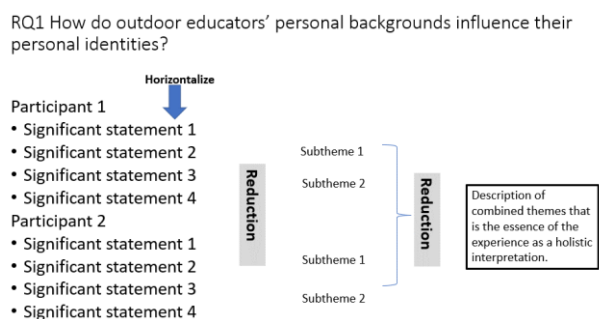 RQ1 How do outdoor educators' personal backgrounds influence their
personal identities?
Horizontalize
Participant 1
• Significant statement 1
• Significant statement 2
• Significant statement 3
• Significant statement 4
Participant 2
• Significant statement 1
• Significant statement 2
• Significant statement 3
• Significant statement 4
Reduction
Subtheme 1
Subtheme 2
Subtheme 1
Subtheme 2
Reduction
Description of
combined themes that
is the essence of the
experience as a holistic
interpretation.